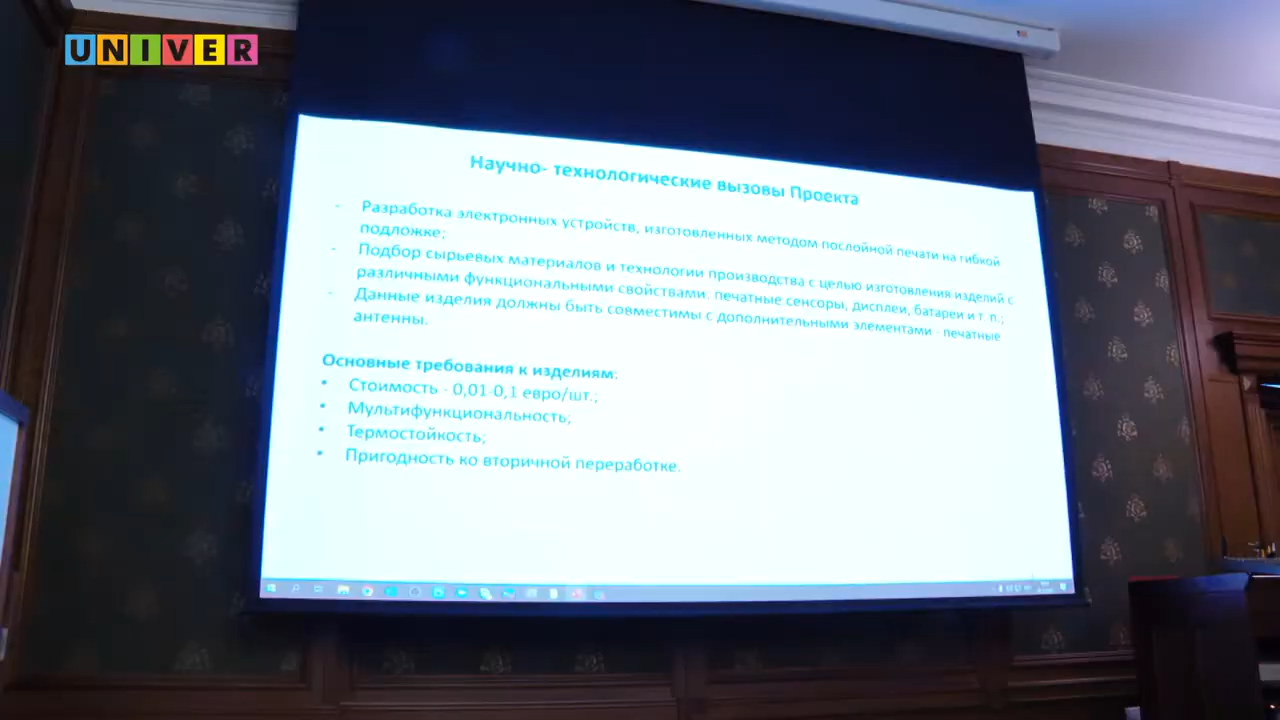 UNIVER
Научно- технологические вызовы Проекта
- Разработка электронных устройств, изготовленных методом послойной печати на гибкой
подложке;
- Подбор сырьевых материалов и технологии производства с целью изготовления изделий с
различными функциональными свойствами: печатные сенсоры, дисплеи, батареи и т. п.;
- Данные изделия должны быть совместимы с дополнительными элементами - печатные
антенны.
Основные требования к изделиям:
• Стоимость - 0,01-0,1 евро/шт.;
• Мультифункциональность;
• Термостойкость;
• Пригодность ко вторичной переработке.